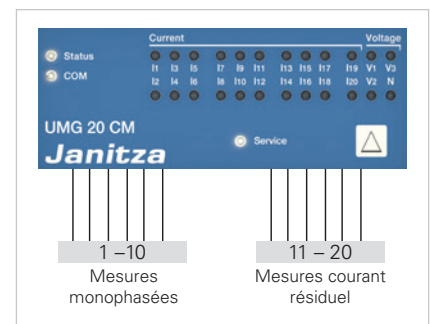 Current Voltage
Status
COM
I1 I3 I5 I7 I9 I11 I13 I15 I17 I19 V1 V3
I2 I4 I6 I8 I10 I12 I14 I16 I18 I20 V2 N
UMG 20 CM
Janitza
Service
1 –10
11 – 20
Mesures
monophasées
Mesures courant
résiduel